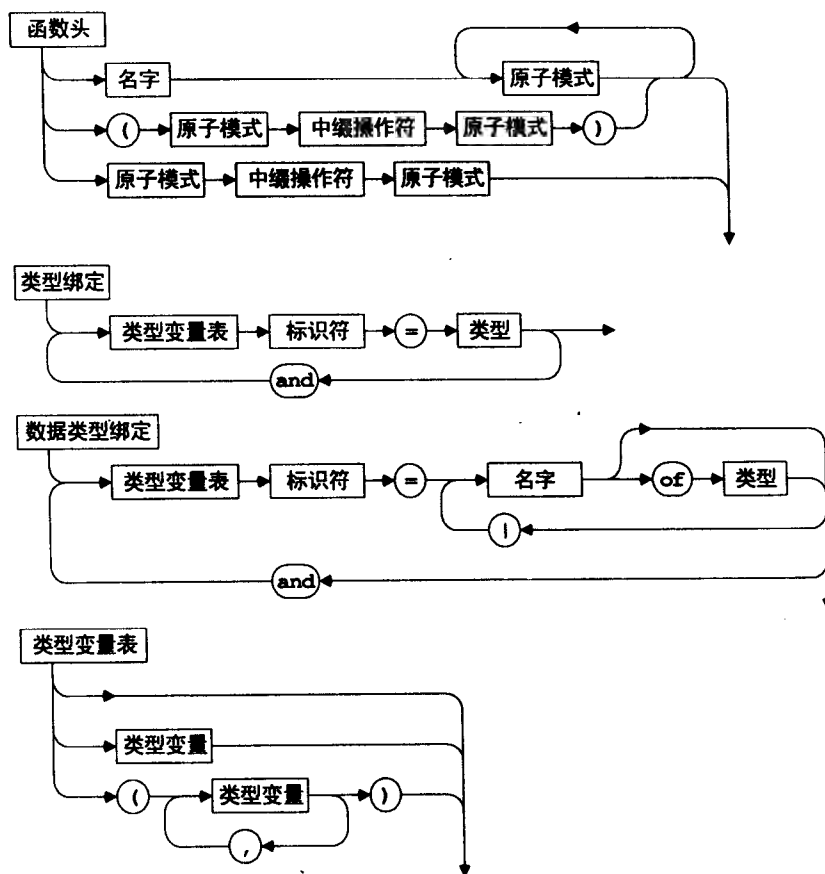 函数头
名字 原子模式
( 原子模式 中缀操作符 原子模式 )
原子模式 中缀操作符 原子模式
类型绑定
类型变量表 标识符 = 类型
and
数据类型绑定
类型变量表 标识符 = 名字 of 类型
|
and
类型变量表
类型变量
( 类型变量 )
,